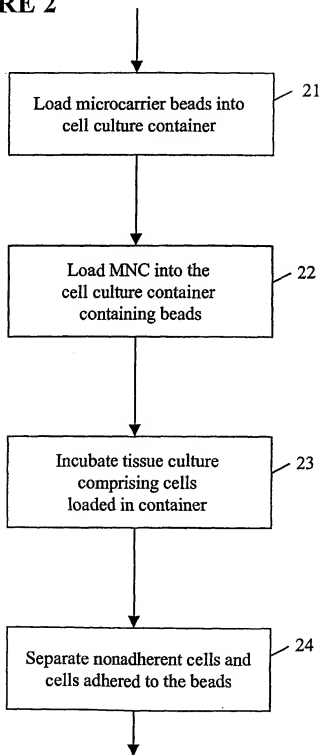 RE 2
Load microcarrier beads into
cell culture container
21
Load MNC into the
cell culture container
containing beads
22
Incubate tissue culture
comprising cells
loaded in container
23
Separate nonadherent cells and
cells adhered to the beads
24